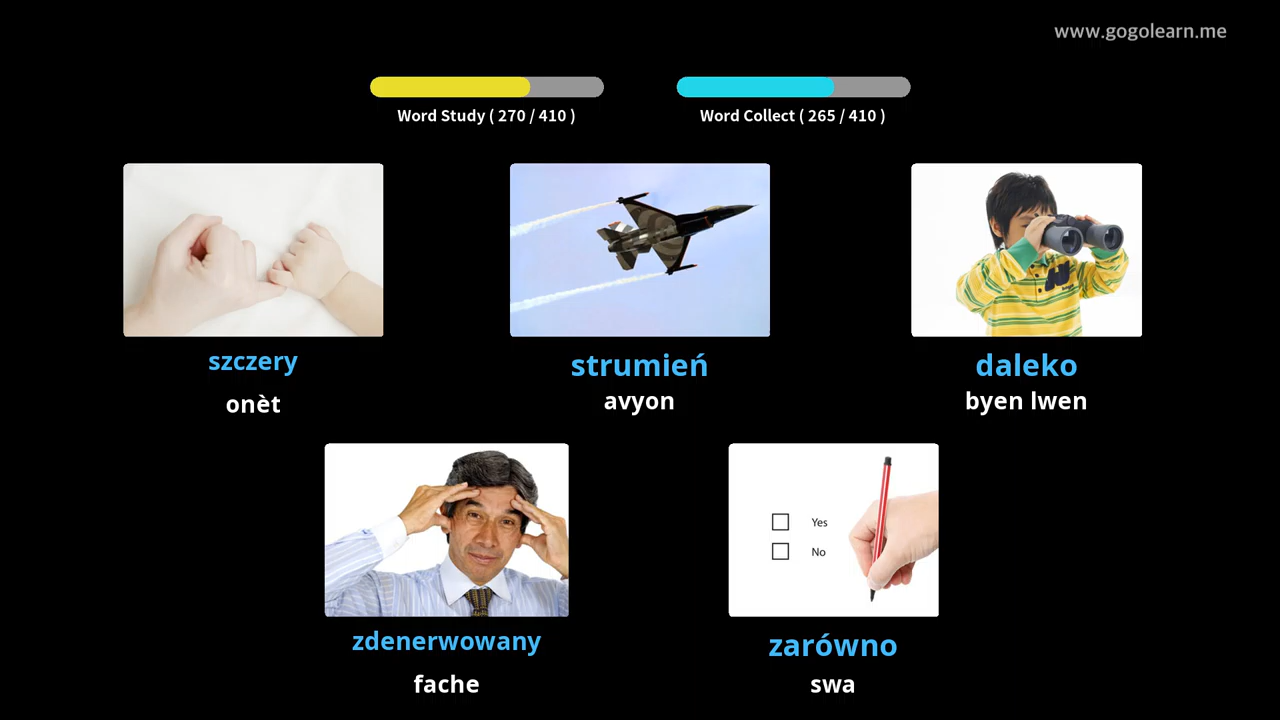 www.gogolearn.me
Word Study ( 270 / 410 )
Word Collect ( 265 / 410 )
szczery
onèt
strumień
avyon
daleko
byen lwen
Yes
No
zdenerwowany
fache
zarówno
swa